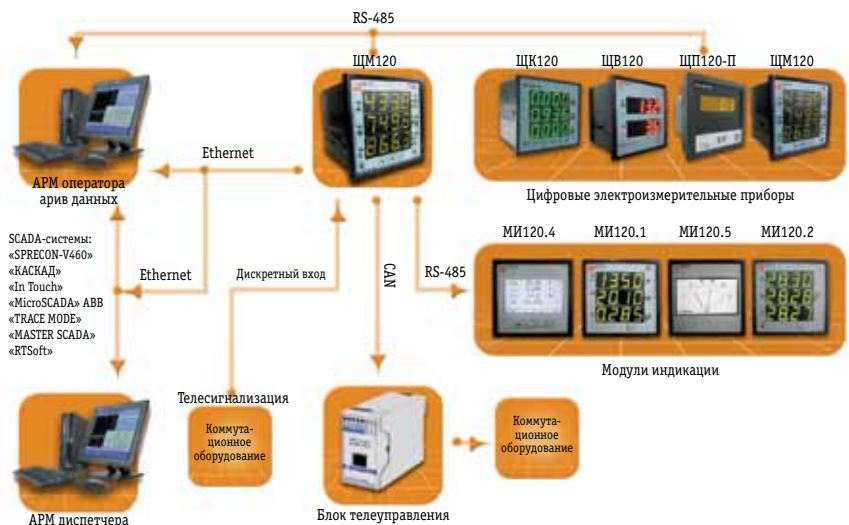 RS-485
ЩМ120
ЩК120
ЩВ120
ЩП120-П
ЩМ120
Ethernet
АРМ оператора
арив данных
Цифровые электроизмерительные приборы
SCADA-системы:
«SPRECON-V460»
«КАСКАД»
«In Touch»
«MicroSCADA» ABB
«TRACE MODE»
«MASTER SCADA»
«RTSoft»
Ethernet
Дискретный вход
CAN
RS-485
МИ120.4
МИ120.1
МИ120.5
МИ120.2
Модули индикации
Телесигнализация
Коммута-
ционное
оборудование
Коммута-
ционное
оборудование
АРМ диспетчера
Блок телеуправления